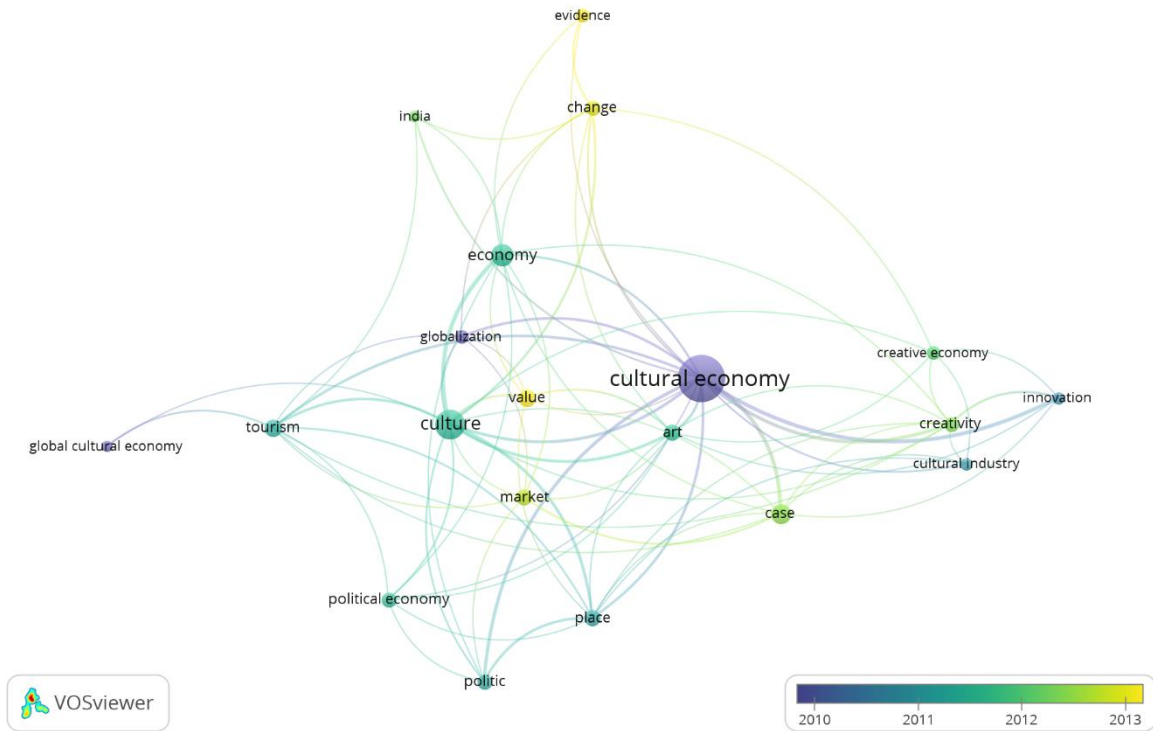 evidence
change
india
economy
globalization
creative economy
cultural economy
value
innovation
culture
tourism
art
creativity
global cultural economy
cultural industry
market
case
political economy
place
politic
VOSviewer
2010 2011 2012 2013